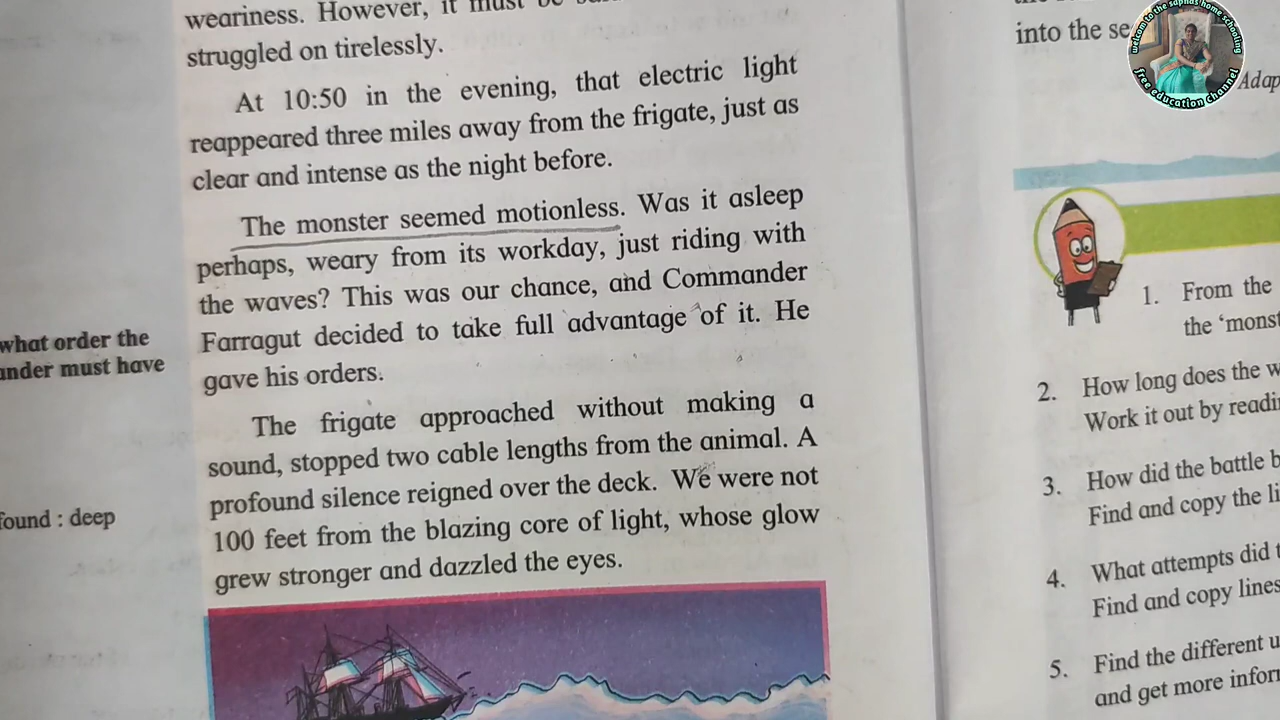 weariness. However, it must be
struggled on tirelessly.
At 10:50 in the evening, that electric light
reappeared three miles away from the frigate, just as
clear and intense as the night before.
The monster seemed motionless. Was it asleep
perhaps, weary from its workday, just riding with
the waves? This was our chance, and Commander
Farragut decided to take full advantage of it. He
gave his orders.
The frigate approached without making a
sound, stopped two cable lengths from the animal. A
profound silence reigned over the deck. We were not
100 feet from the blazing core of light, whose glow
grew stronger and dazzled the eyes.
what order the
ander must have
found : deep
into the se
Adap
1. From the
the ‘monst
2. How long does the w
Work it out by readi
3. How did the battle b
Find and copy the li
4. What attempts did t
Find and copy lines
5. Find the different u
and get more infor
welcom to the sapnas home schooling
free education channel